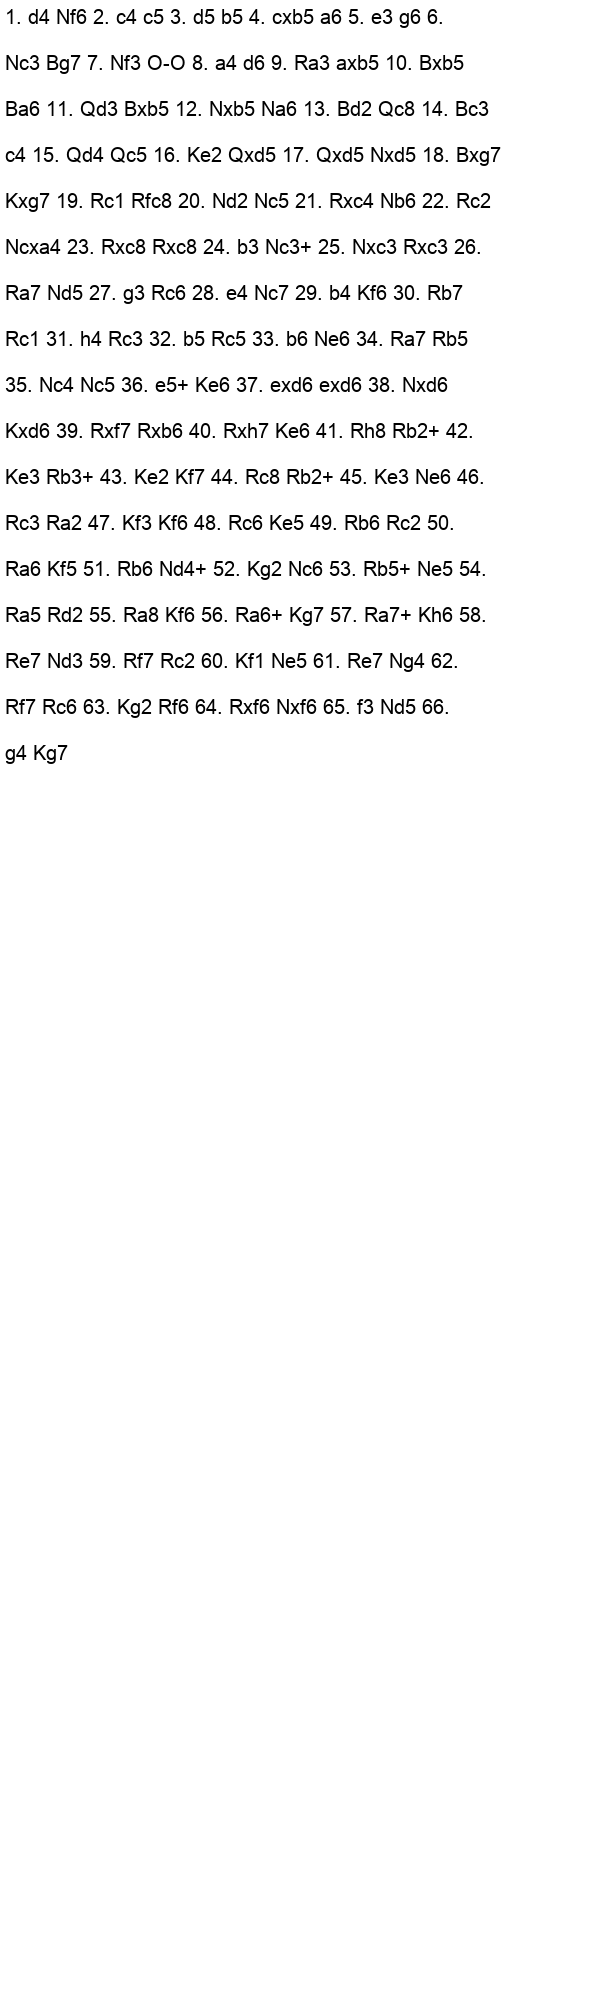 1. d4 Nf6 2. c4 c5 3. d5 b5 4. cxb5 a6 5. e3 g6 6.
Nc3 Bg7 7. Nf3 O-O 8. a4 d6 9. Ra3 axb5 10. Bxb5
Ba6 11. Qd3 Bxb5 12. Nxb5 Na6 13. Bd2 Qc8 14. Bc3
c4 15. Qd4 Qc5 16. Ke2 Qxd5 17. Qxd5 Nxd5 18. Bxg7
Kxg7 19. Rc1 Rfc8 20. Nd2 Nc5 21. Rxc4 Nb6 22. Rc2
Ncxa4 23. Rxc8 Rxc8 24. b3 Nc3+ 25. Nxc3 Rxc3 26.
Ra7 Nd5 27. g3 Rc6 28. e4 Nc7 29. b4 Kf6 30. Rb7
Rc1 31. h4 Rc3 32. b5 Rc5 33. b6 Ne6 34. Ra7 Rb5
35. Nc4 Nc5 36. e5+ Ke6 37. exd6 exd6 38. Nxd6
Kxd6 39. Rxf7 Rxb6 40. Rxh7 Ke6 41. Rh8 Rb2+ 42.
Ke3 Rb3+ 43. Ke2 Kf7 44. Rc8 Rb2+ 45. Ke3 Ne6 46.
Rc3 Ra2 47. Kf3 Kf6 48. Rc6 Ke5 49. Rb6 Rc2 50.
Ra6 Kf5 51. Rb6 Nd4+ 52. Kg2 Nc6 53. Rb5+ Ne5 54.
Ra5 Rd2 55. Ra8 Kf6 56. Ra6+ Kg7 57. Ra7+ Kh6 58.
Re7 Nd3 59. Rf7 Rc2 60. Kf1 Ne5 61. Re7 Ng4 62.
Rf7 Rc6 63. Kg2 Rf6 64. Rxf6 Nxf6 65. f3 Nd5 66.
g4 Kg7